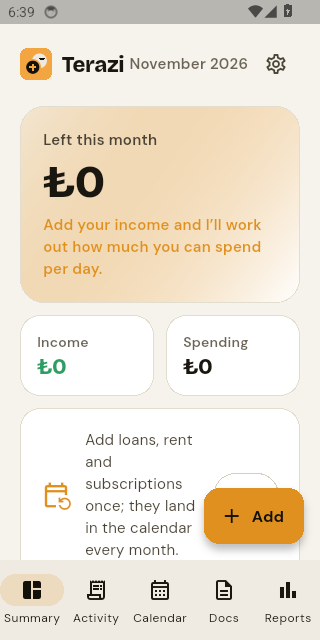 6:39
Terazi November 2026
Left this month
₺0
Add your income and I'll work
out how much you can spend
per day.
Income
₺0
Spending
₺0
Add loans, rent
and
subscriptions
once; they land
in the calendar
every month.
+ Add
Summary
Activity
Calendar
Docs
Reports